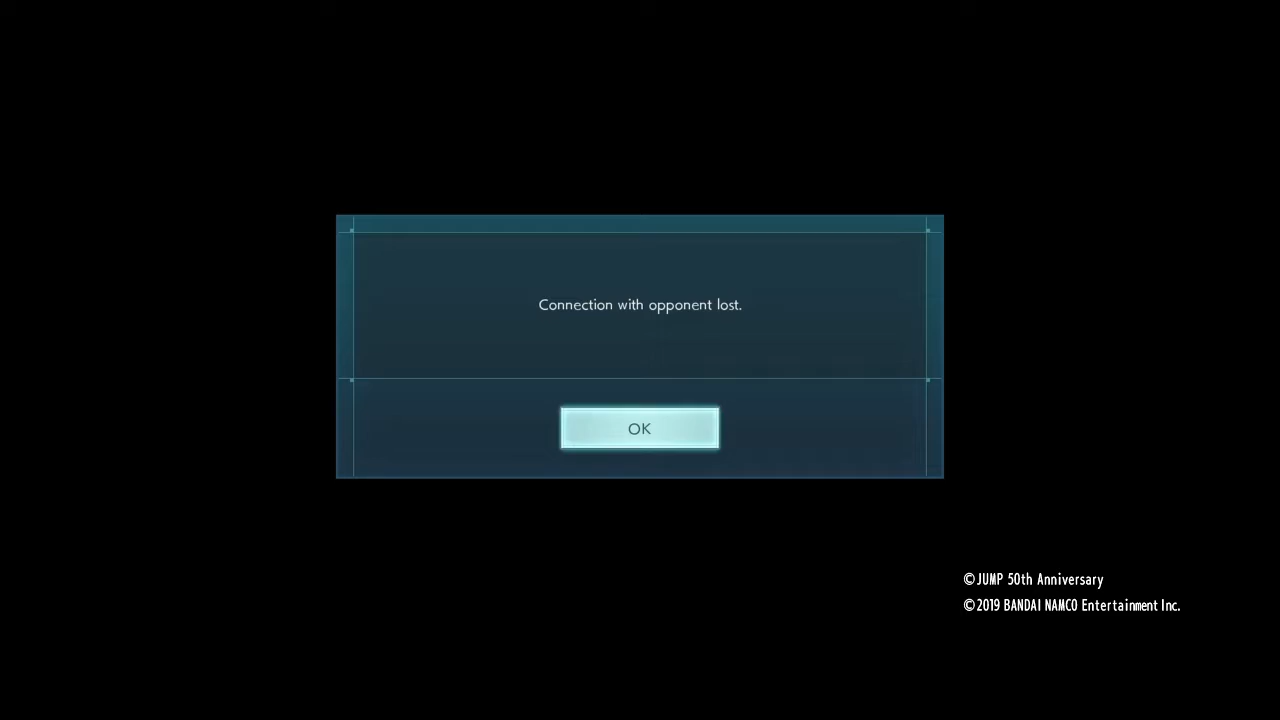 Connection with opponent lost.
OK
©JUMP 50th Anniversary
©2019 BANDAI NAMCO Entertainment Inc.